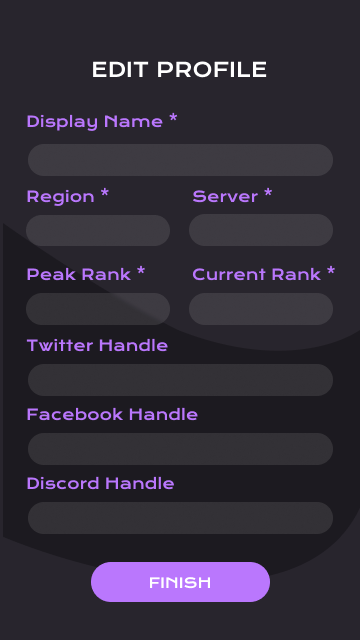 EDIT PROFILE
Display Name *
Region * Server *
Peak Rank * Current Rank *
Twitter Handle
Facebook Handle
Discord Handle
FINISH